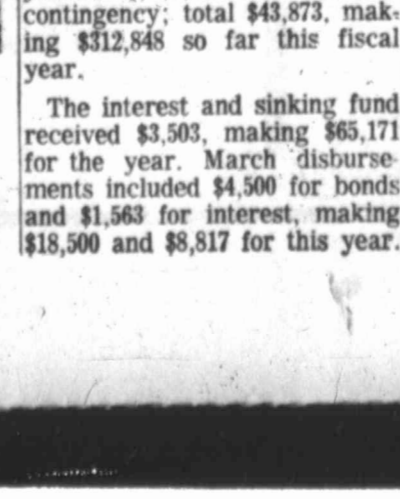 contingency; total $43,873, mak-
ing $312,848 so far this fiscal
year.
The interest and sinking fund
received $3,503, making $65,171
for the year. March disburse-
ments included $4,500 for bonds
and $1,563 for interest, making
$18,500 and $8,817 for this year.